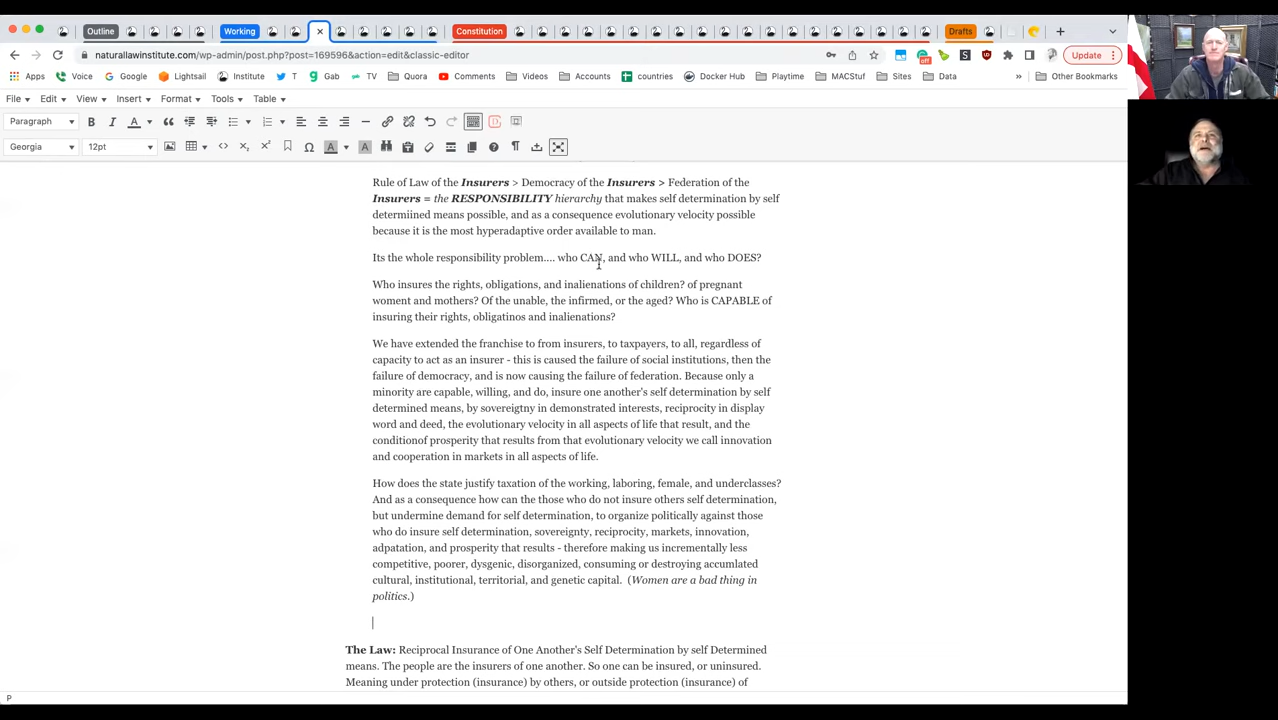 Outline
Working
Constitution
Drafts
naturallawinstitute.com/wp-admin/post.php?post=169596&action=edit&classic-editor
Update
Apps Voice Google Lightsail Institute T Gab TV Quora Comments Videos Accounts countries Docker Hub Playtime MACStuf Sites Data » Other Bookmarks
File Edit View Insert Format Tools Table
Paragraph
Georgia 12pt
Rule of Law of the Insurers > Democracy of the Insurers > Federation of the
Insurers = the RESPONSIBILITY hierarchy that makes self determination by self
determiined means possible, and as a consequence evolutionary velocity possible
because it is the most hyperadaptive order available to man.
Its the whole responsibility problem.... who CAN, and who WILL, and who DOES?
Who insures the rights, obligations, and inalienations of children? of pregnant
woment and mothers? Of the unable, the infirmed, or the aged? Who is CAPABLE of
insuring their rights, obligatinos and inalienations?
We have extended the franchise to from insurers, to taxpayers, to all, regardless of
capacity to act as an insurer - this is caused the failure of social institutions, then the
failure of democracy, and is now causing the failure of federation. Because only a
minority are capable, willing, and do, insure one another's self determination by self
determined means, by sovereigtny in demonstrated interests, reciprocity in display
word and deed, the evolutionary velocity in all aspects of life that result, and the
conditionof prosperity that results from that evolutionary velocity we call innovation
and cooperation in markets in all aspects of life.
How does the state justify taxation of the working, laboring, female, and underclasses?
And as a consequence how can the those who do not insure others self determination,
but undermine demand for self determination, to organize politically against those
who do insure self determination, sovereignty, reciprocity, markets, innovation,
adpatation, and prosperity that results - therefore making us incrementally less
competitive, poorer, dysgenic, disorganized, consuming or destroying accumlated
cultural, institutional, territorial, and genetic capital. (Women are a bad thing in
politics.)
The Law: Reciprocal Insurance of One Another's Self Determination by self Determined
means. The people are the insurers of one another. So one can be insured, or uninsured.
Meaning under protection (insurance) by others, or outside protection (insurance) of
P